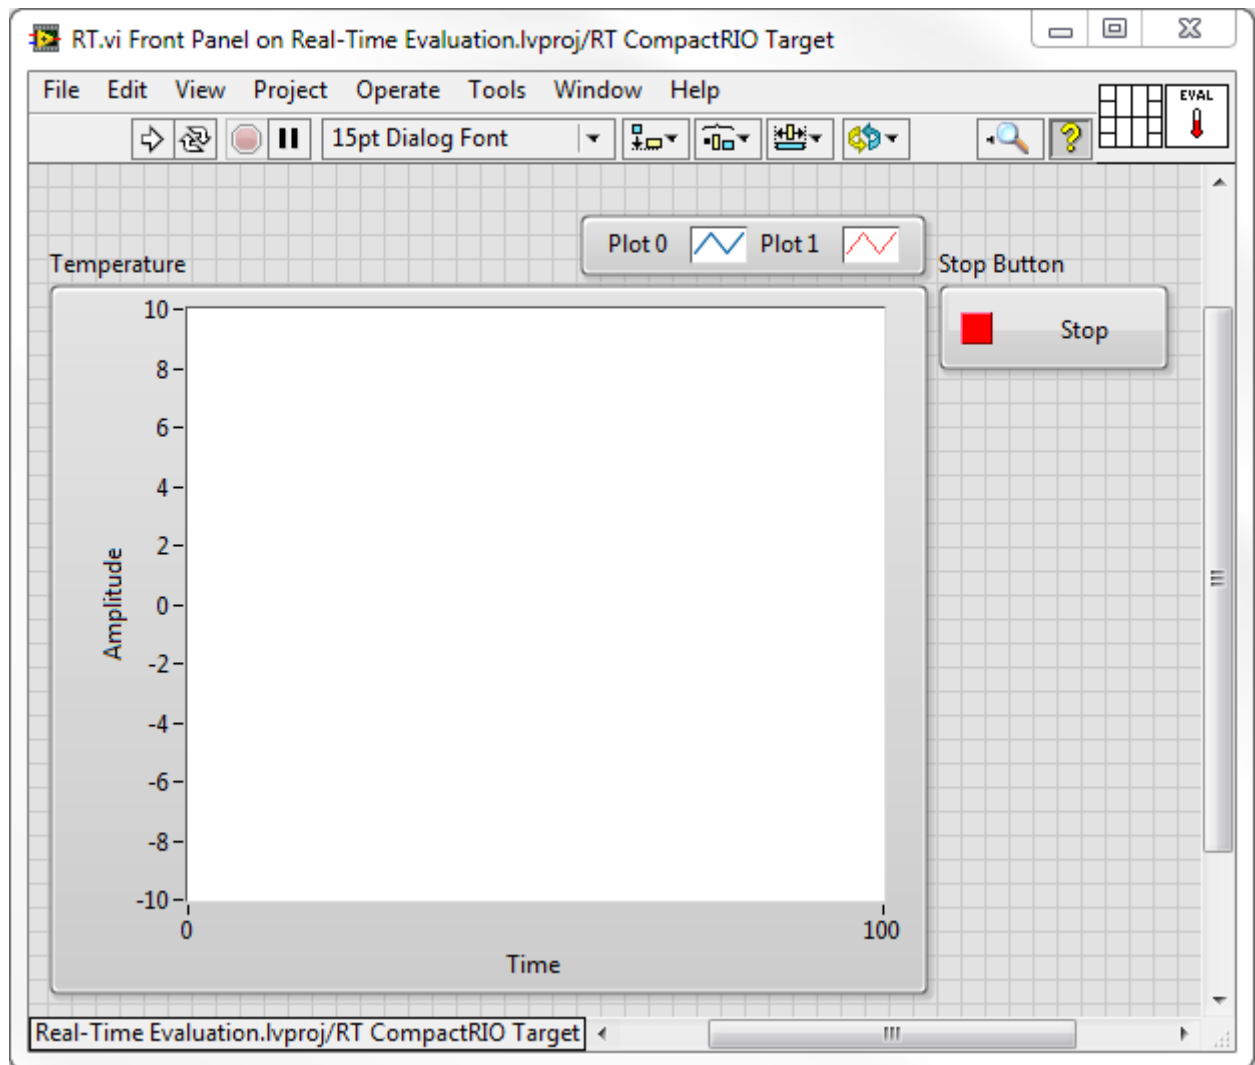 RT.vi Front Panel on Real-Time Evaluation.lvproj/RT CompactRIO Target
File Edit View Project Operate Tools Window Help
EVAL
15pt Dialog Font
?
Plot 0 Plot 1
Temperature
Stop Button
Stop
10
8
6
4
2
0
-2
-4
-6
-8
-10
Amplitude
0 100
Time
Real-Time Evaluation.lvproj/RT CompactRIO Target